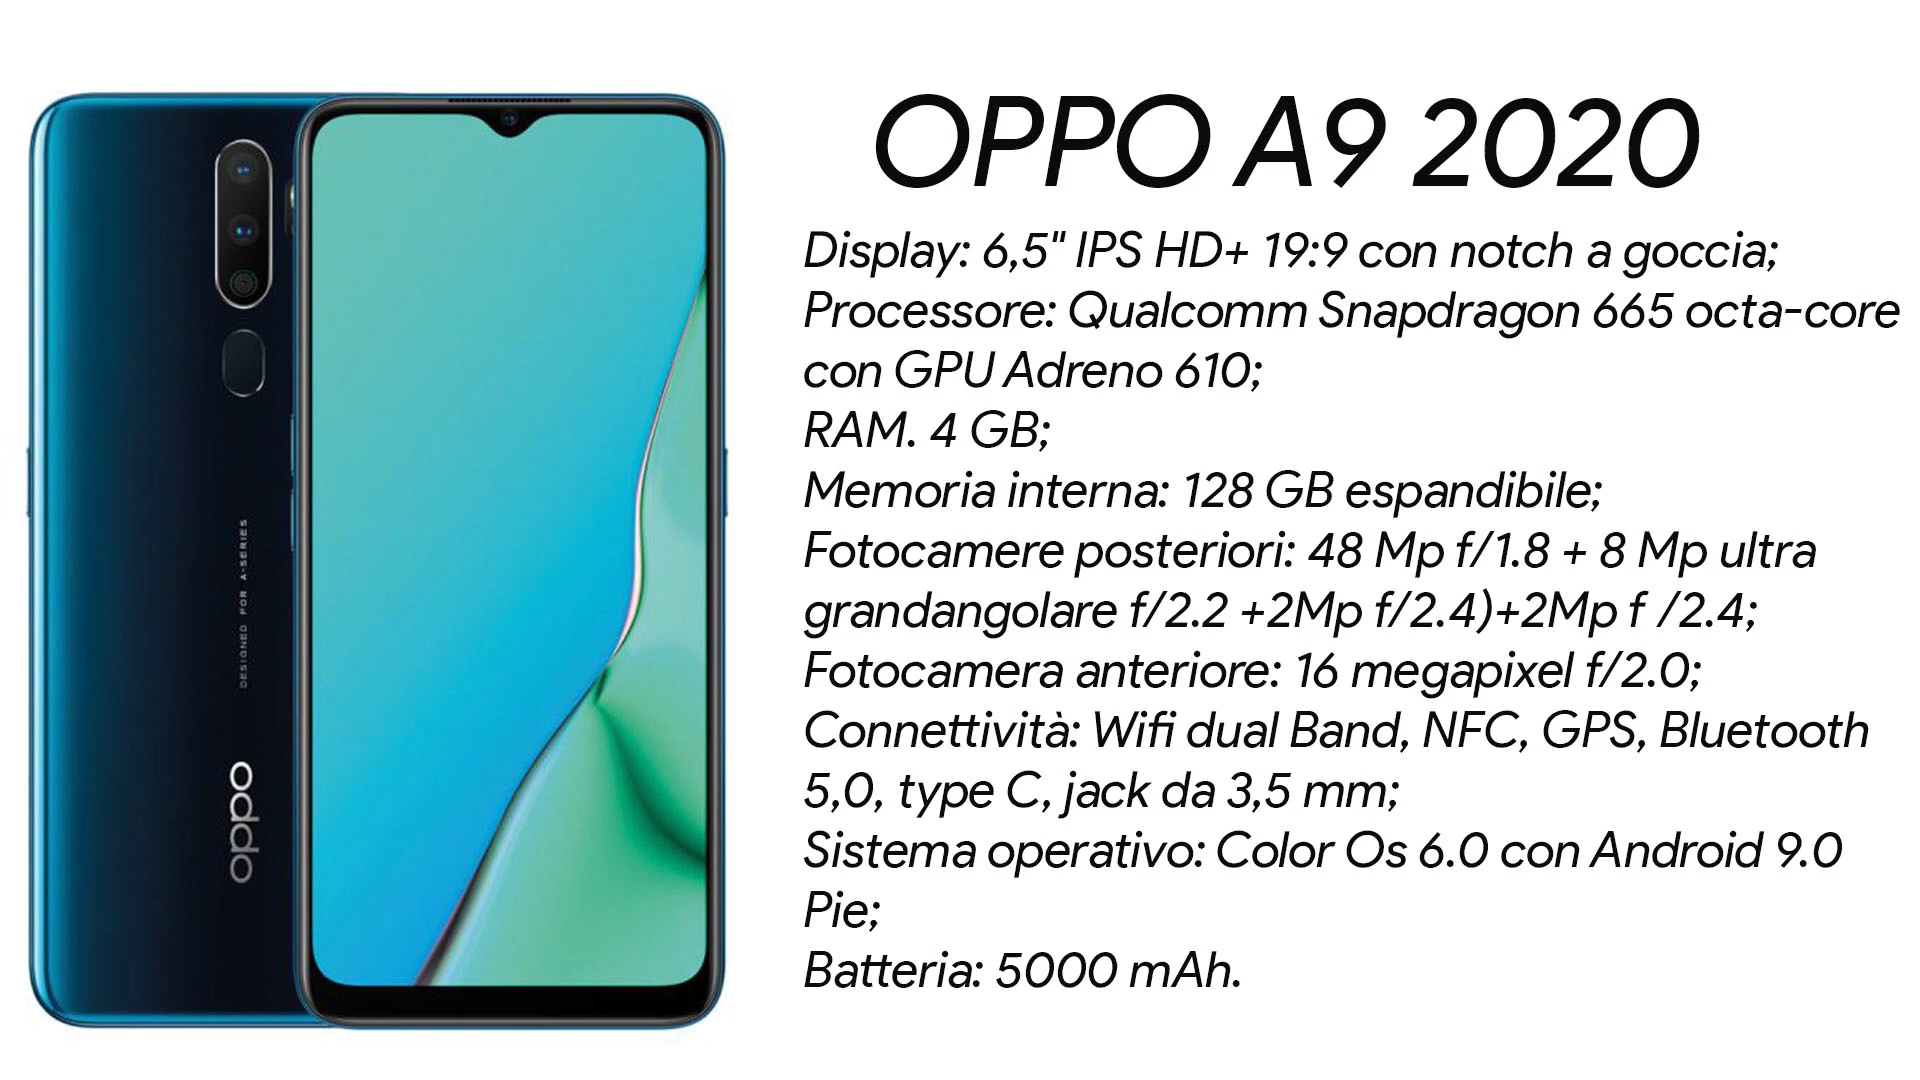 OPPO A9 2020
Display: 6,5" IPS HD+ 19:9 con notch a goccia;
Processore: Qualcomm Snapdragon 665 octa-core
con GPU Adreno 610;
RAM. 4 GB;
Memoria interna: 128 GB espandibile;
Fotocamere posteriori: 48 Mp f/1.8 + 8 Mp ultra
grandangolare f/2.2 +2Mp f/2.4)+2Mp f /2.4;
Fotocamera anteriore: 16 megapixel f/2.0;
Connettività: Wifi dual Band, NFC, GPS, Bluetooth
5,0, type C, jack da 3,5 mm;
Sistema operativo: Color Os 6.0 con Android 9.0
Pie;
Batteria: 5000 mAh.
DESIGNED FOR A-SERIES
oppo